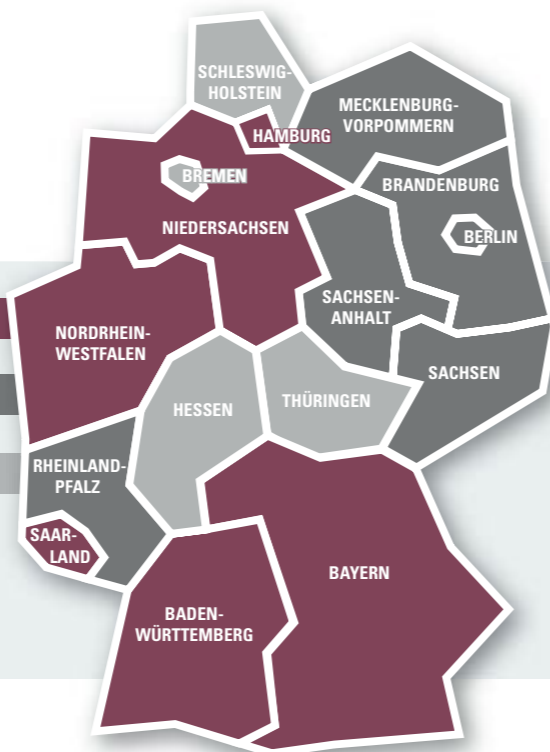 SCHLESWIG-
HOLSTEIN
MECKLENBURG-
VORPOMMERN
HAMBURG
BREMEN
BRANDENBURG
NIEDERSACHSEN
BERLIN
SACHSEN-
ANHALT
NORDRHEIN-
WESTFALEN
SACHSEN
HESSEN
THÜRINGEN
RHEINLAND-
PFALZ
SAAR-
LAND
BAYERN
BADEN-
WÜRTTEMBERG